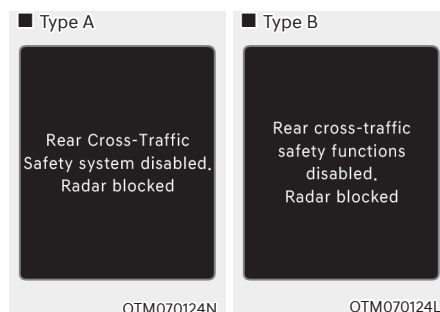 ■ Type A
Rear Cross-Traffic
Safety system disabled.
Radar blocked
OTM070124N
■ Type B
Rear cross-traffic
safety functions
disabled.
Radar blocked
OTM070124L